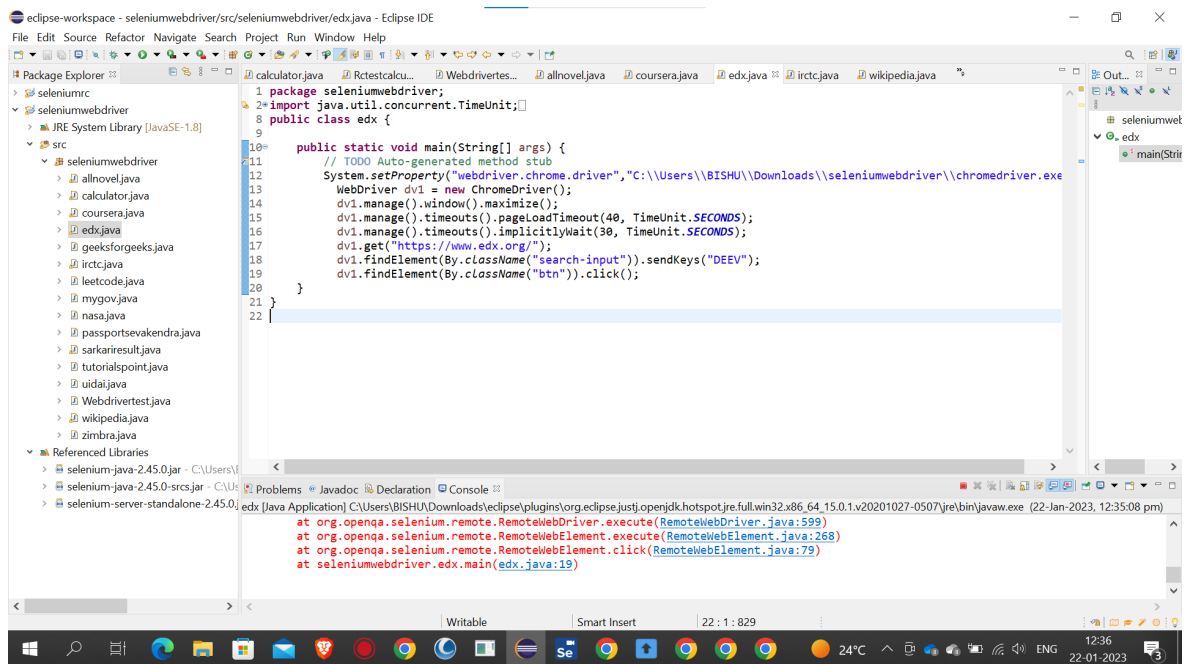 eclipse-workspace - seleniumwebdriver/src/seleniumwebdriver/edx.java - Eclipse IDE
File Edit Source Refactor Navigate Search Project Run Window Help
Package Explorer
seleniumrc
seleniumwebdriver
JRE System Library [JavaSE-1.8]
src
seleniumwebdriver
allnovel.java
calculator.java
coursera.java
edx.java
geeksforgeeks.java
irctc.java
leetcode.java
mygov.java
nasa.java
passportsevakendra.java
sarkariresult.java
tutorialspoint.java
uidai.java
Webdrivertest.java
wikipedia.java
zimbra.java
Referenced Libraries
selenium-java-2.45.0.jar - C:\Users\
selenium-java-2.45.0-srcs.jar - C:\Us
selenium-server-standalone-2.45.0.j
calculator.java Rctestcalcu... Webdrivertes... allnovel.java coursera.java edx.java irctc.java wikipedia.java
1 package seleniumwebdriver;
2 import java.util.concurrent.TimeUnit;
8 public class edx {
9
10 public static void main(String[] args) {
11 // TODO Auto-generated method stub
12 System.setProperty("webdriver.chrome.driver","C:\\Users\\BISHU\\Downloads\\seleniumwebdriver\\chromedriver.exe
13 WebDriver dv1 = new ChromeDriver();
14 dv1.manage().window().maximize();
15 dv1.manage().timeouts().pageLoadTimeout(40, TimeUnit.SECONDS);
16 dv1.manage().timeouts().implicitlyWait(30, TimeUnit.SECONDS);
17 dv1.get("https://www.edx.org/");
18 dv1.findElement(By.className("search-input")).sendKeys("DEEV");
19 dv1.findElement(By.className("btn")).click();
20 }
21 }
22
Out...
seleniumweb
edx
main(Strin
Problems Javadoc Declaration Console
edx [Java Application] C:\Users\BISHU\Downloads\eclipse\plugins\org.eclipse.justj.openjdk.hotspot.jre.full.win32.x86_64_15.0.1.v20201027-0507\jre\bin\javaw.exe (22-Jan-2023, 12:35:08 pm)
at org.openqa.selenium.remote.RemoteWebDriver.execute(RemoteWebDriver.java:599)
at org.openqa.selenium.remote.RemoteWebElement.execute(RemoteWebElement.java:268)
at org.openqa.selenium.remote.RemoteWebElement.click(RemoteWebElement.java:79)
at seleniumwebdriver.edx.main(edx.java:19)
Writable Smart Insert 22 : 1 : 829
Se 24°C ENG 12:36
22-01-2023 3